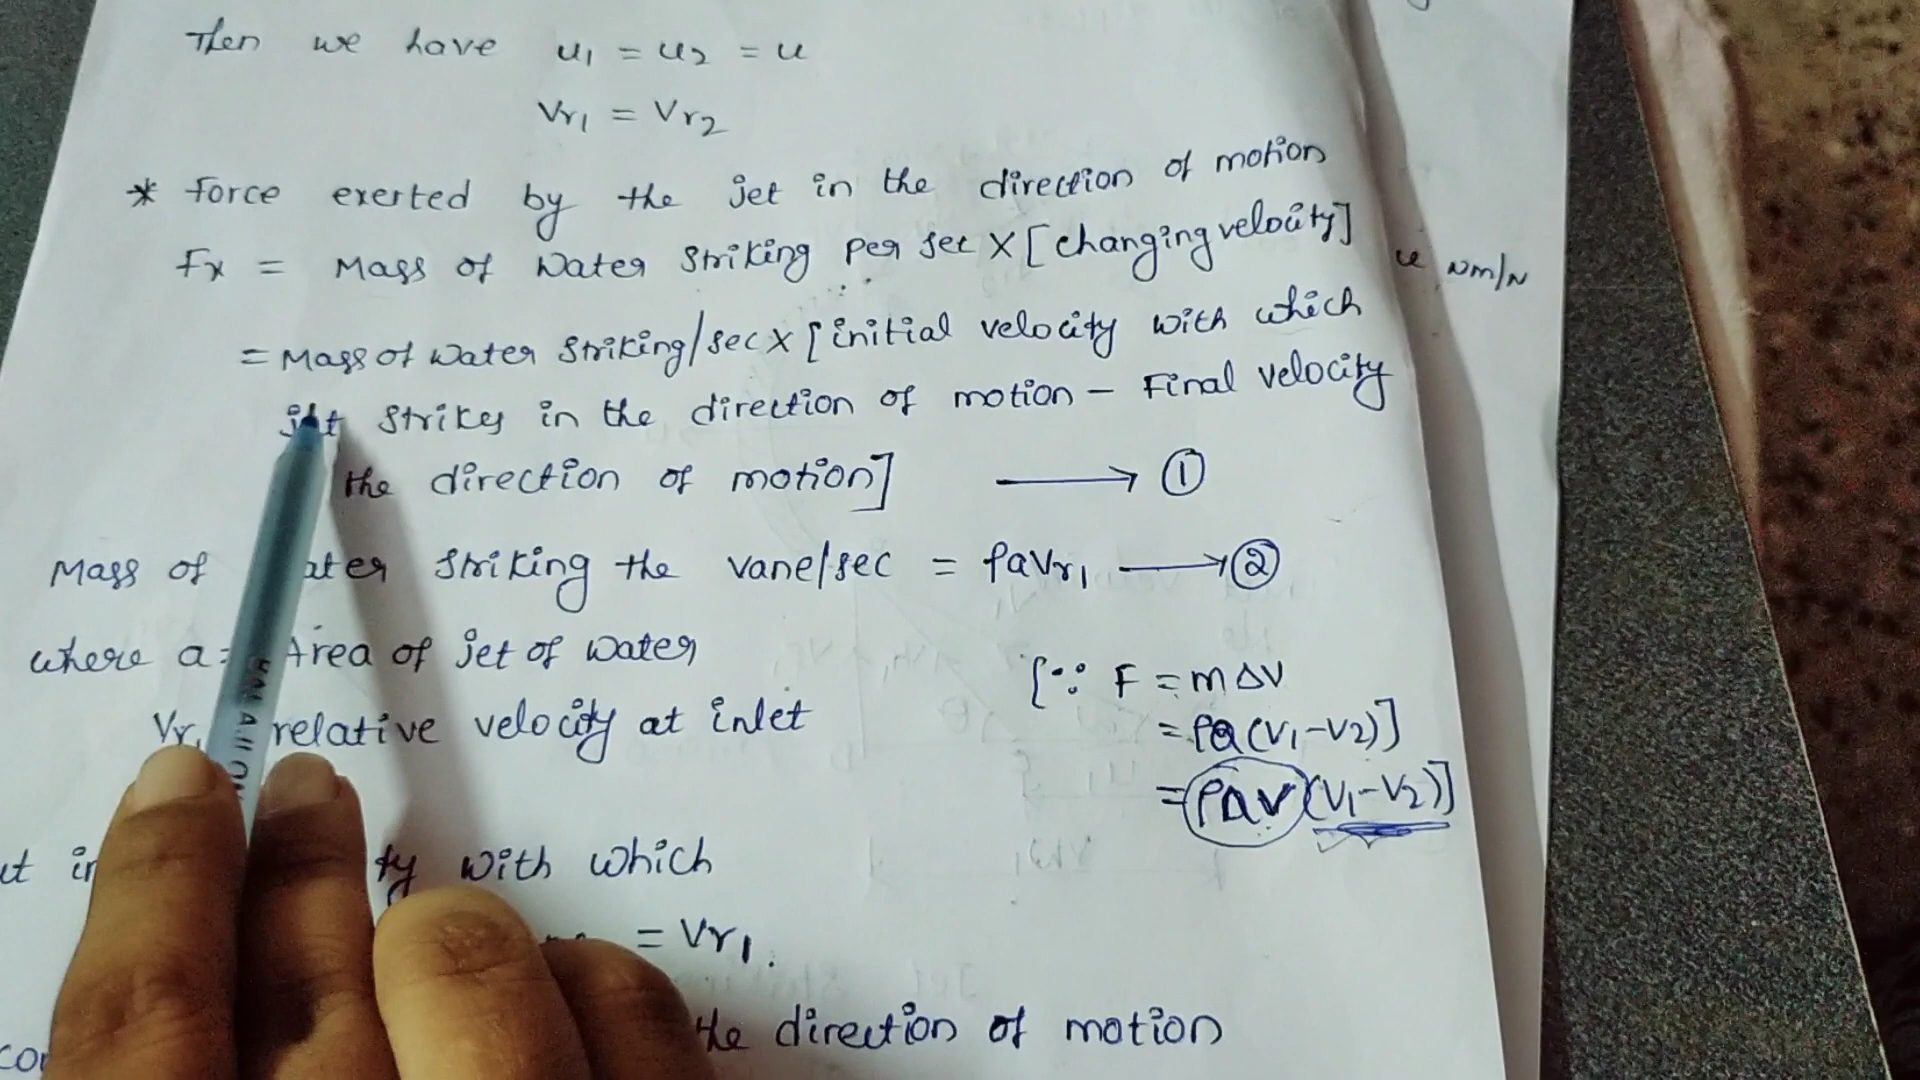 Then we have u1 = u2 = u
Vr1 = Vr2
* Force exerted by the jet in the direction of motion
Fx = Mass of water striking per sec X [changing velocity]
= Mass of water striking/sec X [initial velocity with which
jet strikes in the direction of motion - Final velocity
the direction of motion] → ①
Mass of striking the vane/sec = ρaVr1 → ②
where a = Area of jet of water
Vr1 relative velocity at inlet
[∵ F = m∆V
= ρQ(V1-V2)]
= ρAV(V1-V2)]
with which
= Vr1.
the direction of motion
Nm/N